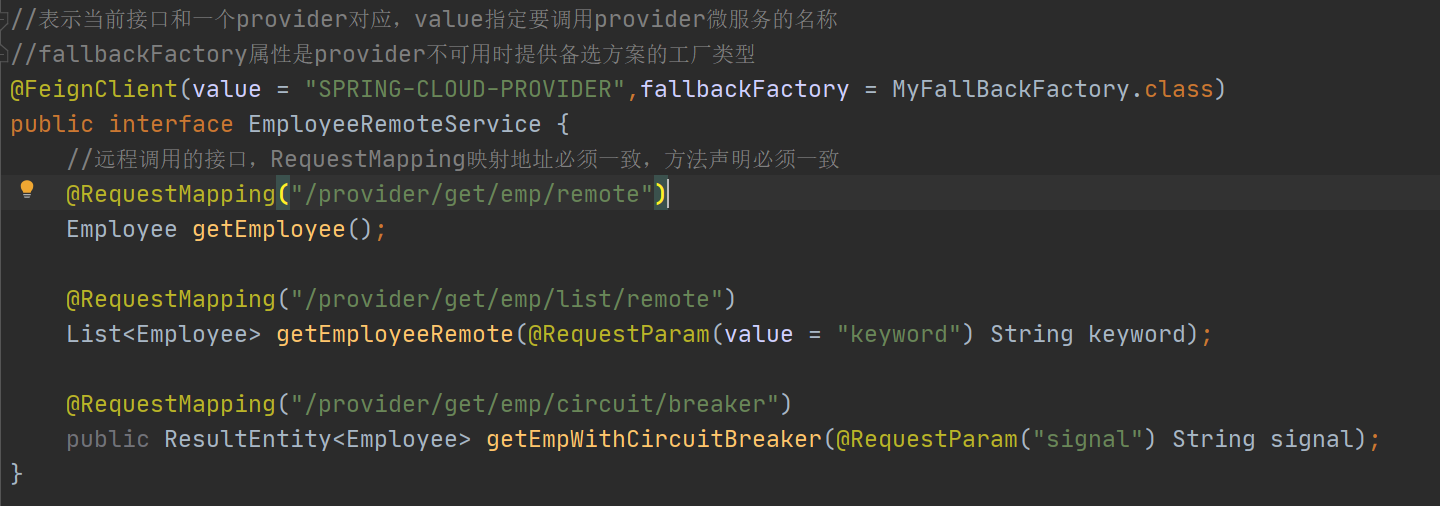 //表示当前接口和一个provider对应，value指定要调用provider微服务的名称
//fallbackFactory属性是provider不可用时提供备选方案的工厂类型
@FeignClient(value = "SPRING-CLOUD-PROVIDER",fallbackFactory = MyFallBackFactory.class)
public interface EmployeeRemoteService {
    //远程调用的接口，RequestMapping映射地址必须一致，方法声明必须一致
    @RequestMapping("/provider/get/emp/remote")
    Employee getEmployee();
    @RequestMapping("/provider/get/emp/list/remote")
    List<Employee> getEmployeeRemote(@RequestParam(value = "keyword") String keyword);
    @RequestMapping("/provider/get/emp/circuit/breaker")
    public ResultEntity<Employee> getEmpWithCircuitBreaker(@RequestParam("signal") String signal);
}